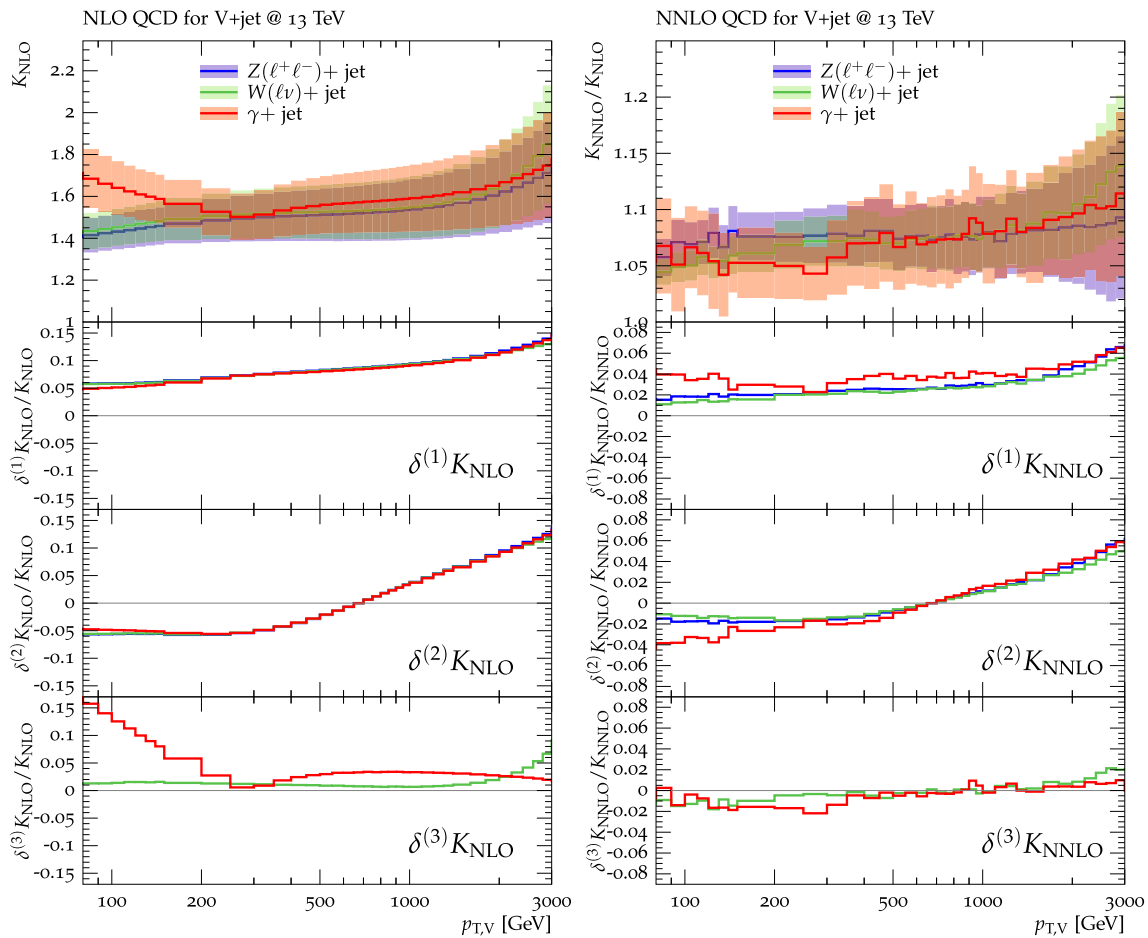 NLO QCD for V+jet @ 13 TeV
K_NLO
Z(ℓ⁺ℓ⁻)+ jet
W(ℓν)+ jet
γ+ jet
2.2
2
1.8
1.6
1.4
1.2
1
δ⁽¹⁾K_NLO/K_NLO
0.15
0.1
0.05
0
-0.05
-0.1
-0.15
δ⁽¹⁾K_NLO
δ⁽²⁾K_NLO/K_NLO
0.15
0.1
0.05
0
-0.05
-0.1
-0.15
δ⁽²⁾K_NLO
δ⁽³⁾K_NLO/K_NLO
0.15
0.1
0.05
0
-0.05
-0.1
-0.15
δ⁽³⁾K_NLO
100 200 500 1000 3000
p_T,V [GeV]
NNLO QCD for V+jet @ 13 TeV
K_NNLO/K_NLO
Z(ℓ⁺ℓ⁻)+ jet
W(ℓν)+ jet
γ+ jet
1.2
1.15
1.1
1.05
1.0
δ⁽¹⁾K_NNLO/K_NNLO
0.08
0.06
0.04
0.02
0
-0.02
-0.04
-0.06
-0.08
δ⁽¹⁾K_NNLO
δ⁽²⁾K_NNLO/K_NNLO
0.08
0.06
0.04
0.02
0
-0.02
-0.04
-0.06
-0.08
δ⁽²⁾K_NNLO
δ⁽³⁾K_NNLO/K_NNLO
0.08
0.06
0.04
0.02
0
-0.02
-0.04
-0.06
-0.08
δ⁽³⁾K_NNLO
100 200 500 1000 3000
p_T,V [GeV]